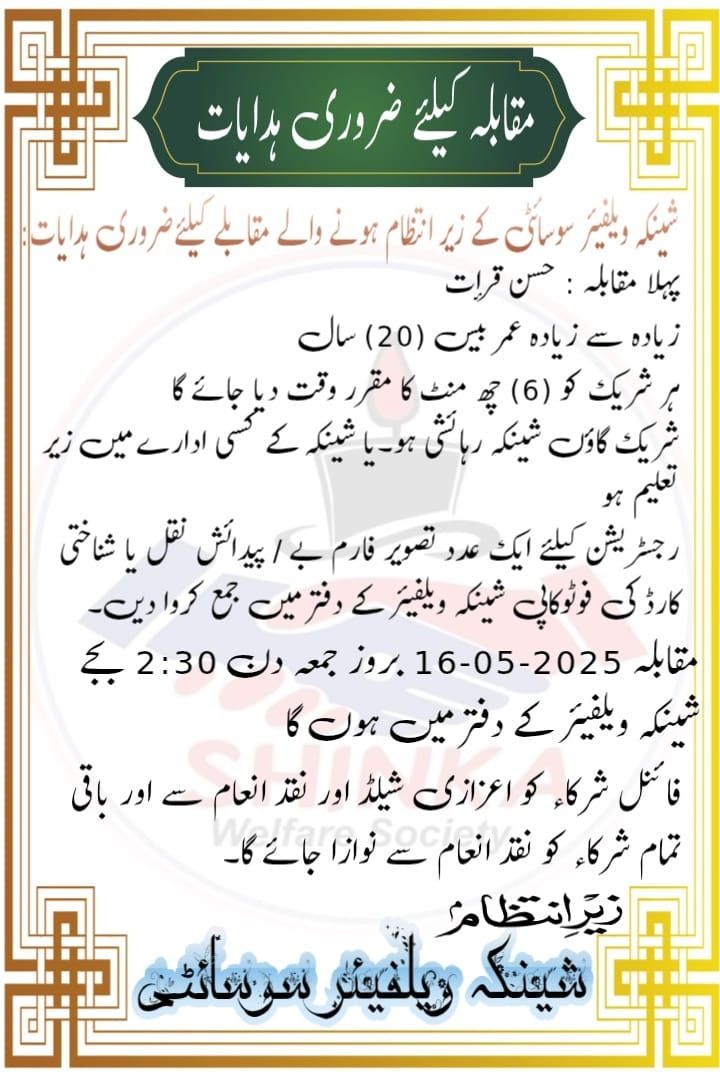 مقابلہ کیلئے ضروری ہدایات
شینکہ ویلفیئر سوسائٹی کے زیر انتظام ہونے والے مقابلے کیلئے ضروری ہدایات:
پہلا مقابلہ : حسن قرأت
زیادہ سے زیادہ عمر بیس (20) سال
ہر شریک کو (6) چھ منٹ کا مقرر وقت دیا جائے گا
شریک گاؤں شینکہ رہائشی ہو۔یا شینکہ کے کسی ادارے میں زیر
تعلیم ہو
رجسٹریشن کیلئے ایک عدد تصویر فارم بے / پیدائش نقل یا شناختی
کارڈ کی فوٹوکاپی شینکہ ویلفیئر کے دفتر میں جمع کروا دیں۔
مقابلہ 2025-05-16 بروز جمعہ دن 2:30 بجے
شینکہ ویلفیئر کے دفتر میں ہوں گا
فائنل شرکاء کو اعزازی شیلڈ اور نقد انعام سے اور باقی
SHINKA
تمام شرکاء کو نقد انعام سے نوازا جائے گا۔
Welfare Society
زیرِانتظام
شینکہ ویلفیئر سوسائٹی